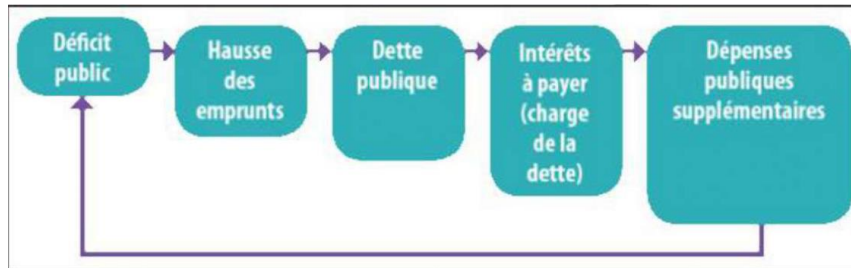 Déficit
public
Hausse
des
emprunts
Dette
publique
Intérêts
à payer
(charge
de la
dette)
Dépenses
publiques
supplémentaires